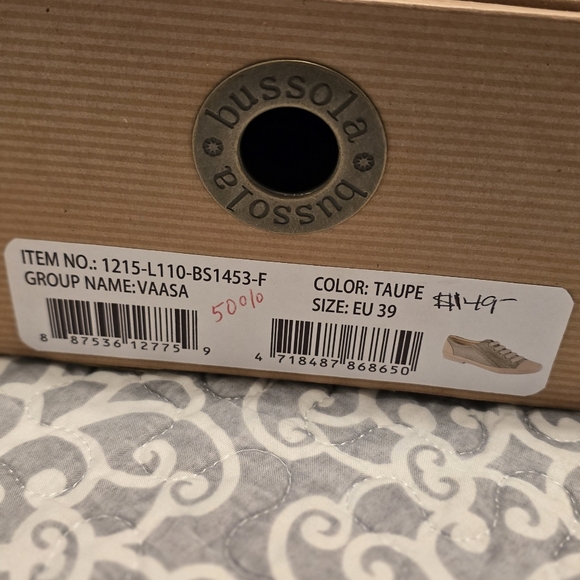 bussola
bussola
ITEM NO.: 1215-L110-BS1453-F
GROUP NAME:VAASA
50%
COLOR: TAUPE
SIZE: EU 39
$149-
8 87536 12775 9
4 718487 868650